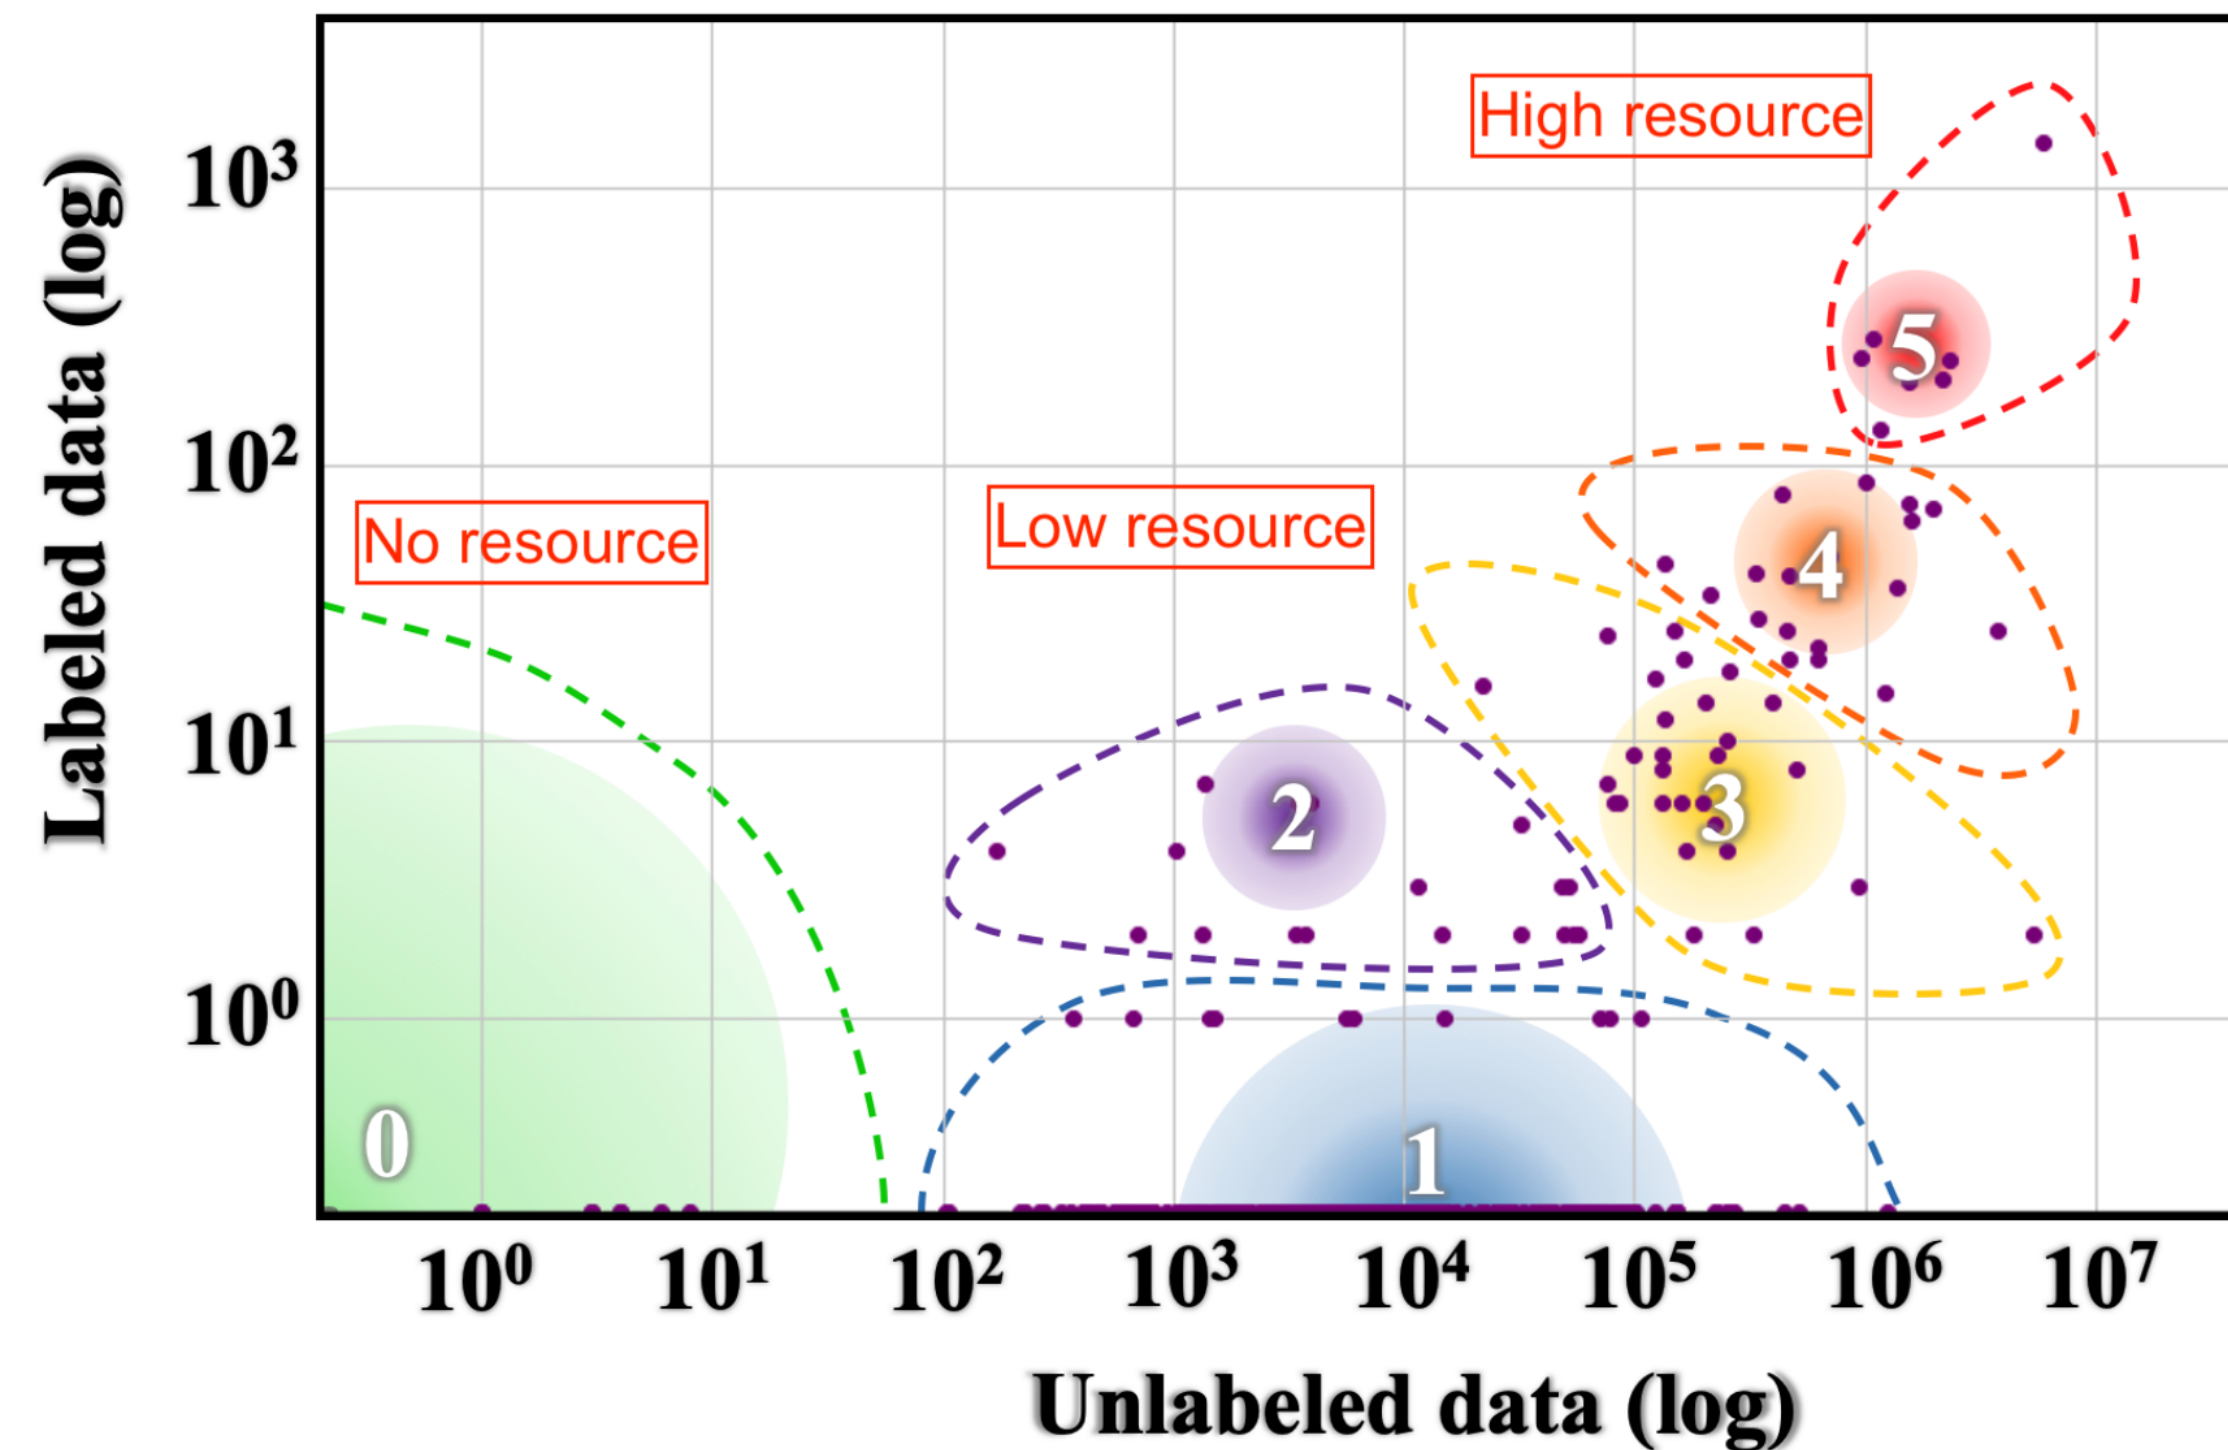 High resource
10³
5
10²
No resource
Low resource
4
10¹
2
3
10⁰
0
1
10⁰ 10¹ 10² 10³ 10⁴ 10⁵ 10⁶ 10⁷
Labeled data (log)
Unlabeled data (log)